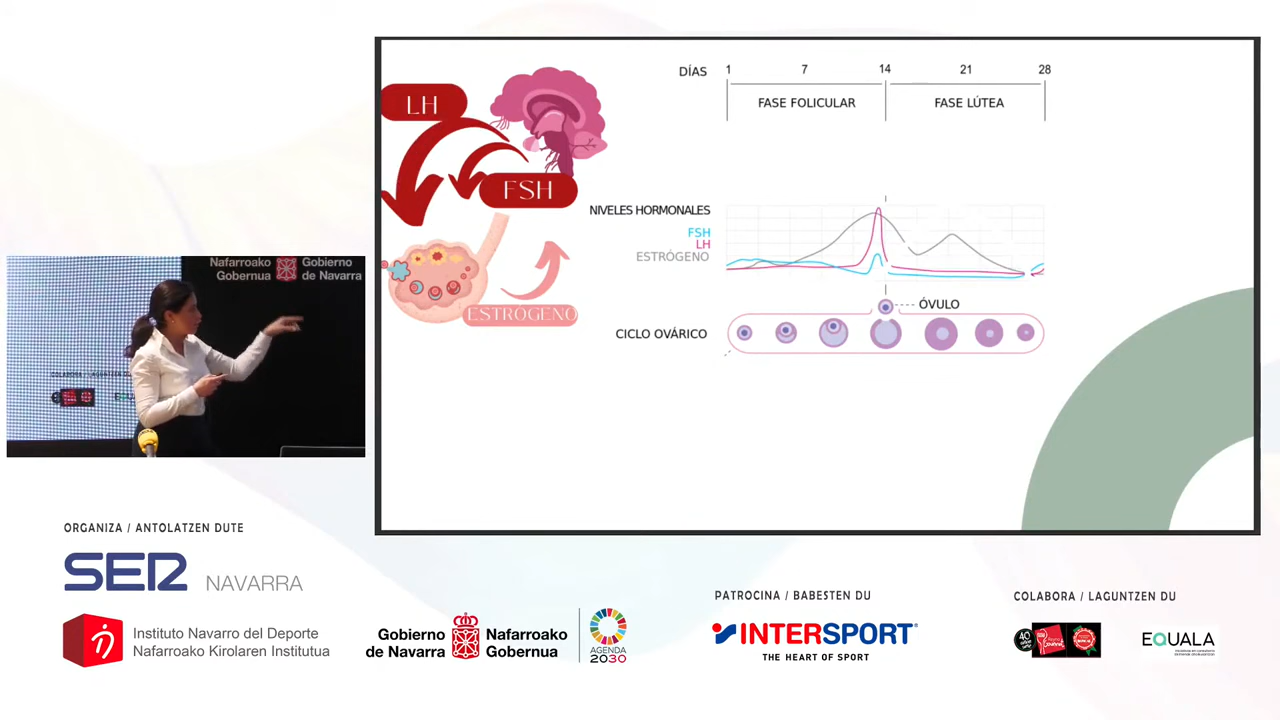 LH
FSH
ESTRÓGENO
DÍAS 1 7 14 21 28
FASE FOLICULAR FASE LÚTEA
NIVELES HORMONALES
FSH
LH
ESTRÓGENO
ÓVULO
CICLO OVÁRICO
Nafarroako Gobernua
Gobierno de Navarra
ORGANIZA / ANTOLATZEN DUTE
SER NAVARRA
Instituto Navarro del Deporte
Nafarroako Kirolaren Institutua
Gobierno de Navarra
Nafarroako Gobernua
AGENDA
2030
PATROCINA / BABESTEN DU
INTERSPORT
THE HEART OF SPORT
COLABORA / LAGUNTZEN DU
40
EQUALA